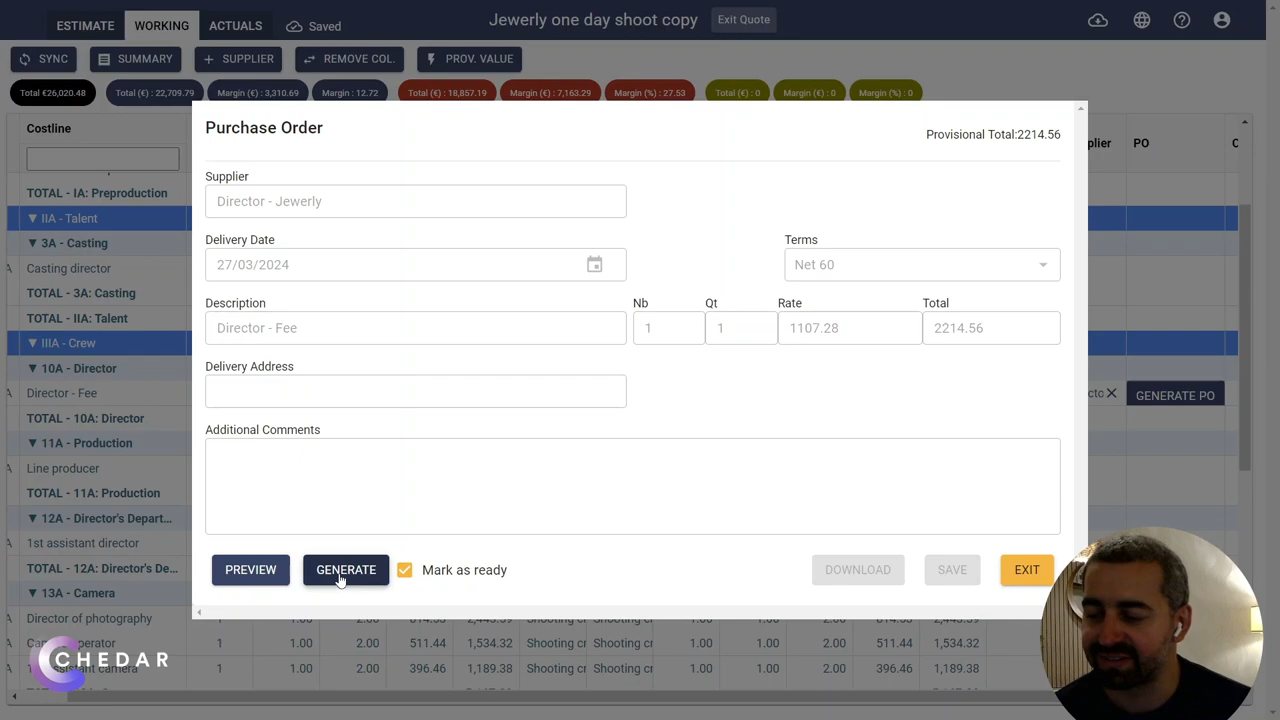 ESTIMATE WORKING ACTUALS Saved Jewerly one day shoot copy Exit Quote
SYNC SUMMARY + SUPPLIER REMOVE COL. PROV. VALUE
Total €26,020.48 Total (€) : 22,709.79 Margin (€) : 3,310.69 Margin : 12.72 Total (€) : 18,857.19 Margin (€) : 7,163.29 Margin (%) : 27.53 Total (€) : 0 Margin (€) : 0 Margin (%) : 0
Costline PO
TOTAL - IA: Preproduction
▼ IIA - Talent
▼ 3A - Casting
Casting director
TOTAL - 3A: Casting
TOTAL - IIA: Talent
▼ IIIA - Crew
▼ 10A - Director
Director - Fee GENERATE PO
TOTAL - 10A: Director
▼ 11A - Production
Line producer
TOTAL - 11A: Production
▼ 12A - Director's Depart...
1st assistant director
TOTAL - 12A: Director's De...
▼ 13A - Camera
Director of photography 1.00 2.00 814.55 2,443.65 1.00 2.00
1 1.00 2.00 511.44 1,534.32 Shooting cr Shooting cr 1.00 2.00 511.44 1,534.32
1 1.00 2.00 396.46 1,189.38 Shooting cr Shooting cr 1.00 2.00 396.46 1,189.38
Purchase Order
Provisional Total:2214.56
Supplier
Director - Jewerly
Delivery Date Terms
27/03/2024 Net 60
Description Nb Qt Rate Total
Director - Fee 1 1 1107.28 2214.56
Delivery Address
Additional Comments
PREVIEW GENERATE Mark as ready DOWNLOAD SAVE EXIT
CHEDAR